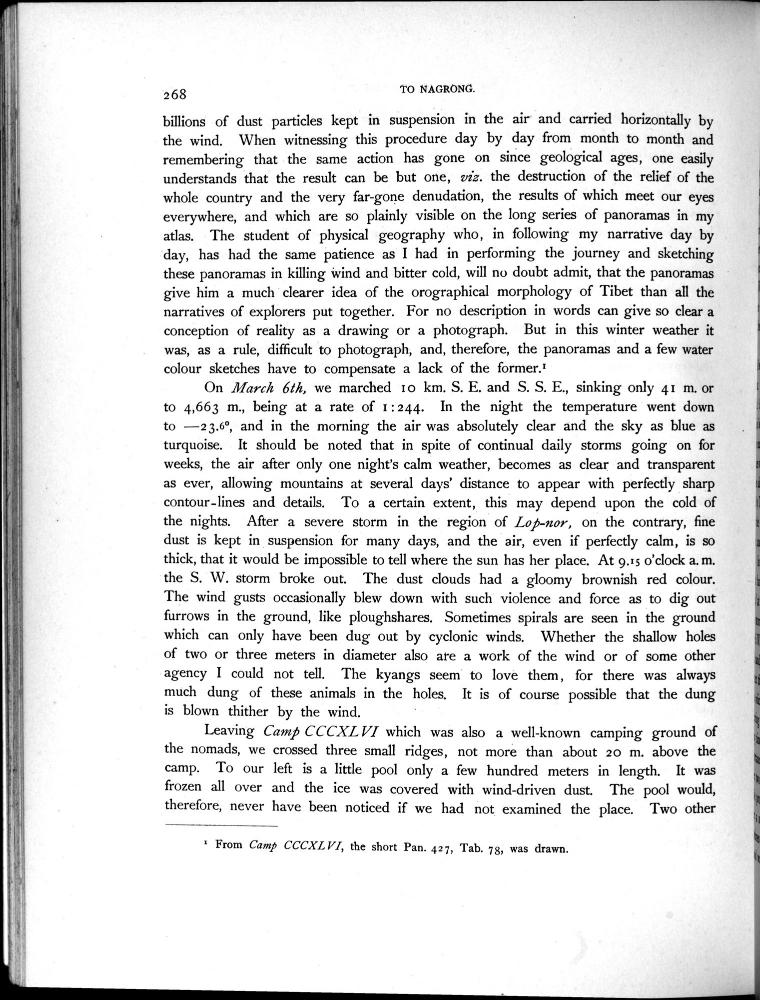 268
TO NAGRONG.
billions of dust particles kept in suspension in the air and carried horizontally by
the wind. When witnessing this procedure day by day from month to month and
remembering that the same action has gone on since geological ages, one easily
understands that the result can be but one, viz. the destruction of the relief of the
whole country and the very far-gone denudation, the results of which meet our eyes
everywhere, and which are so plainly visible on the long series of panoramas in my
atlas. The student of physical geography who, in following my narrative day by
day, has had the same patience as I had in performing the journey and sketching
these panoramas in killing wind and bitter cold, will no doubt admit, that the panoramas
give him a much clearer idea of the orographical morphology of Tibet than all the
narratives of explorers put together. For no description in words can give so clear a
conception of reality as a drawing or a photograph. But in this winter weather it
was, as a rule, difficult to photograph, and, therefore, the panoramas and a few water
colour sketches have to compensate a lack of the former.¹
On March 6th, we marched 10 km. S. E. and S. S. E., sinking only 41 m. or
to 4,663 m., being at a rate of 1:244. In the night the temperature went down
to —23.6°, and in the morning the air was absolutely clear and the sky as blue as
turquoise. It should be noted that in spite of continual daily storms going on for
weeks, the air after only one night's calm weather, becomes as clear and transparent
as ever, allowing mountains at several days' distance to appear with perfectly sharp
contour-lines and details. To a certain extent, this may depend upon the cold of
the nights. After a severe storm in the region of Lop-nor, on the contrary, fine
dust is kept in suspension for many days, and the air, even if perfectly calm, is so
thick, that it would be impossible to tell where the sun has her place. At 9.15 o'clock a. m.
the S. W. storm broke out. The dust clouds had a gloomy brownish red colour.
The wind gusts occasionally blew down with such violence and force as to dig out
furrows in the ground, like ploughshares. Sometimes spirals are seen in the ground
which can only have been dug out by cyclonic winds. Whether the shallow holes
of two or three meters in diameter also are a work of the wind or of some other
agency I could not tell. The kyangs seem to love them, for there was always
much dung of these animals in the holes. It is of course possible that the dung
is blown thither by the wind.
Leaving Camp CCCXLVI which was also a well-known camping ground of
the nomads, we crossed three small ridges, not more than about 20 m. above the
camp. To our left is a little pool only a few hundred meters in length. It was
frozen all over and the ice was covered with wind-driven dust. The pool would,
therefore, never have been noticed if we had not examined the place. Two other
¹ From Camp CCCXLVI, the short Pan. 427, Tab. 78, was drawn.